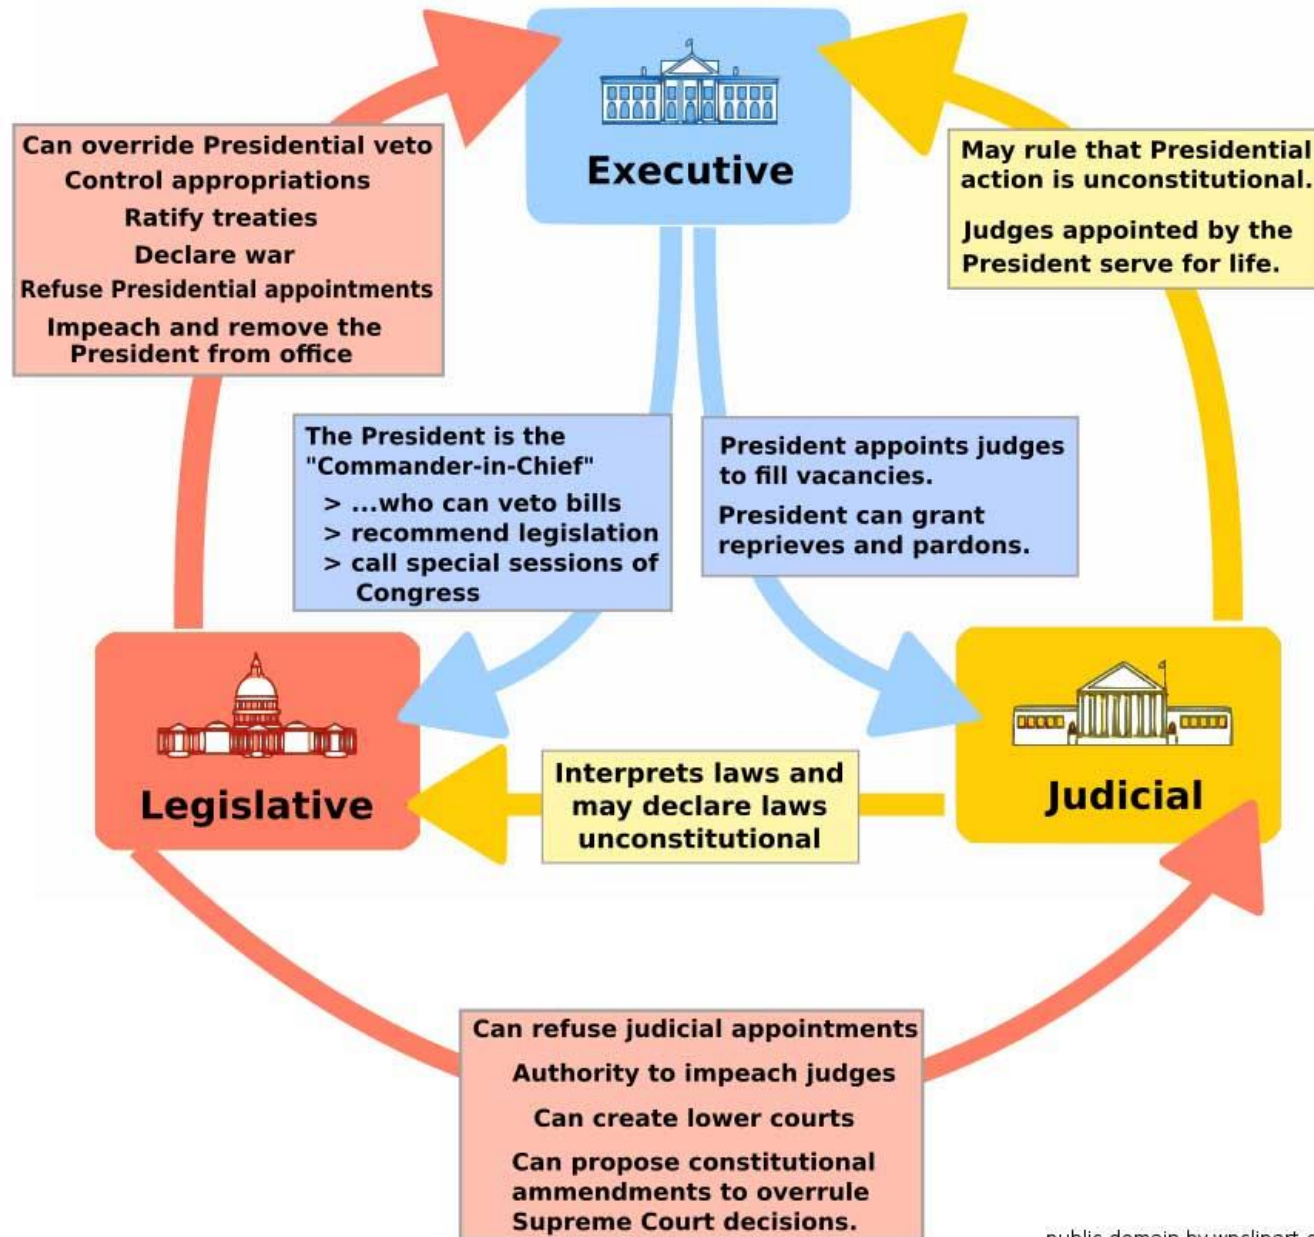 Executive
Can override Presidential veto
Control appropriations
Ratify treaties
Declare war
Refuse Presidential appointments
Impeach and remove the
President from office
May rule that Presidential
action is unconstitutional.
Judges appointed by the
President serve for life.
The President is the
"Commander-in-Chief"
> ...who can veto bills
> recommend legislation
> call special sessions of
Congress
President appoints judges
to fill vacancies.
President can grant
reprieves and pardons.
Legislative
Interprets laws and
may declare laws
unconstitutional
Judicial
Can refuse judicial appointments
Authority to impeach judges
Can create lower courts
Can propose constitutional
ammendments to overrule
Supreme Court decisions.
public domain by wpclipart